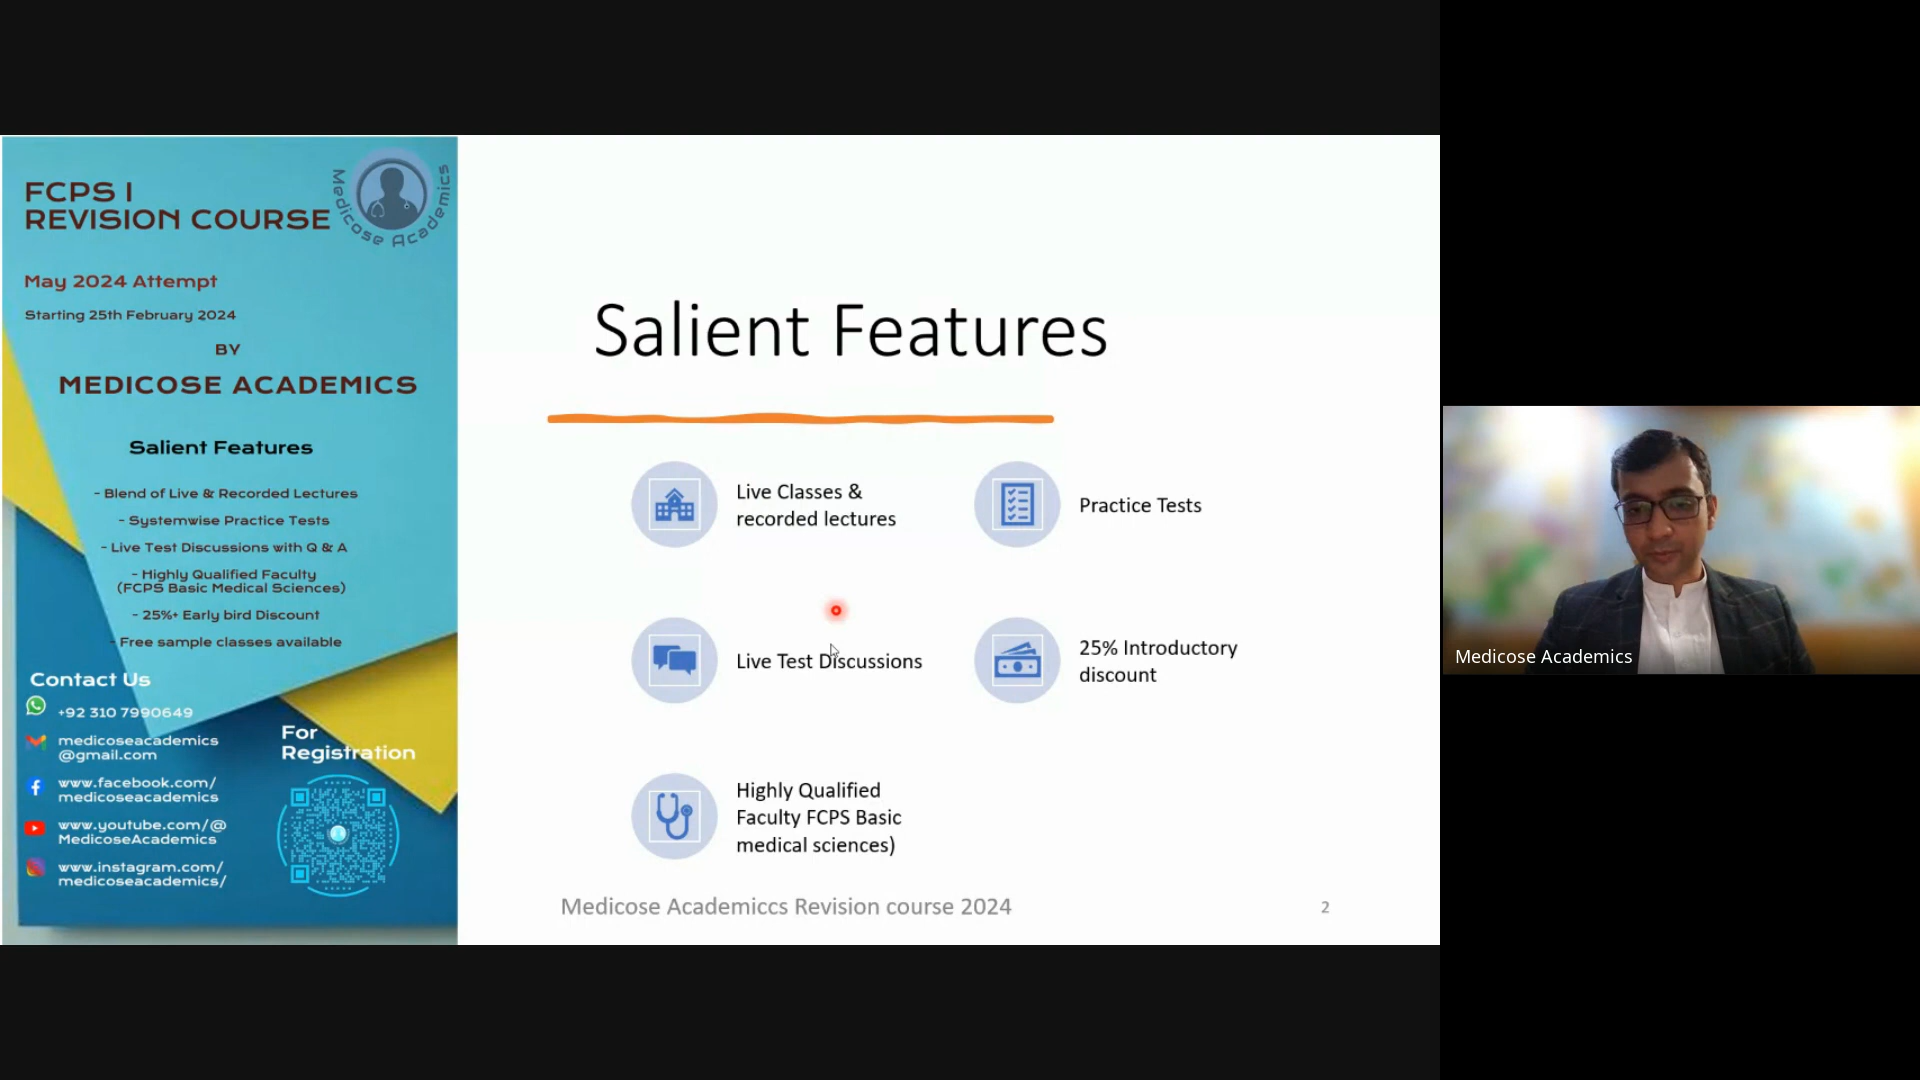 FCPS I
REVISION COURSE
Medicose Academics
May 2024 Attempt
Starting 25th February 2024
BY
MEDICOSE ACADEMICS
Salient Features
- Blend of Live & Recorded Lectures
- Systemwise Practice Tests
- Live Test Discussions with Q & A
- Highly Qualified Faculty
(FCPS Basic Medical Sciences)
- 25%+ Early bird Discount
- Free sample classes available
Contact Us
+92 310 7990649
medicoseacademics
@gmail.com
www.facebook.com/
medicoseacademics
www.youtube.com/@
MedicoseAcademics
www.instagram.com/
medicoseacademics/
For
Registration
Salient Features
Live Classes &
recorded lectures
Practice Tests
Live Test Discussions
25% Introductory
discount
Highly Qualified
Faculty FCPS Basic
medical sciences)
Medicose Academiccs Revision course 2024
2
Medicose Academics